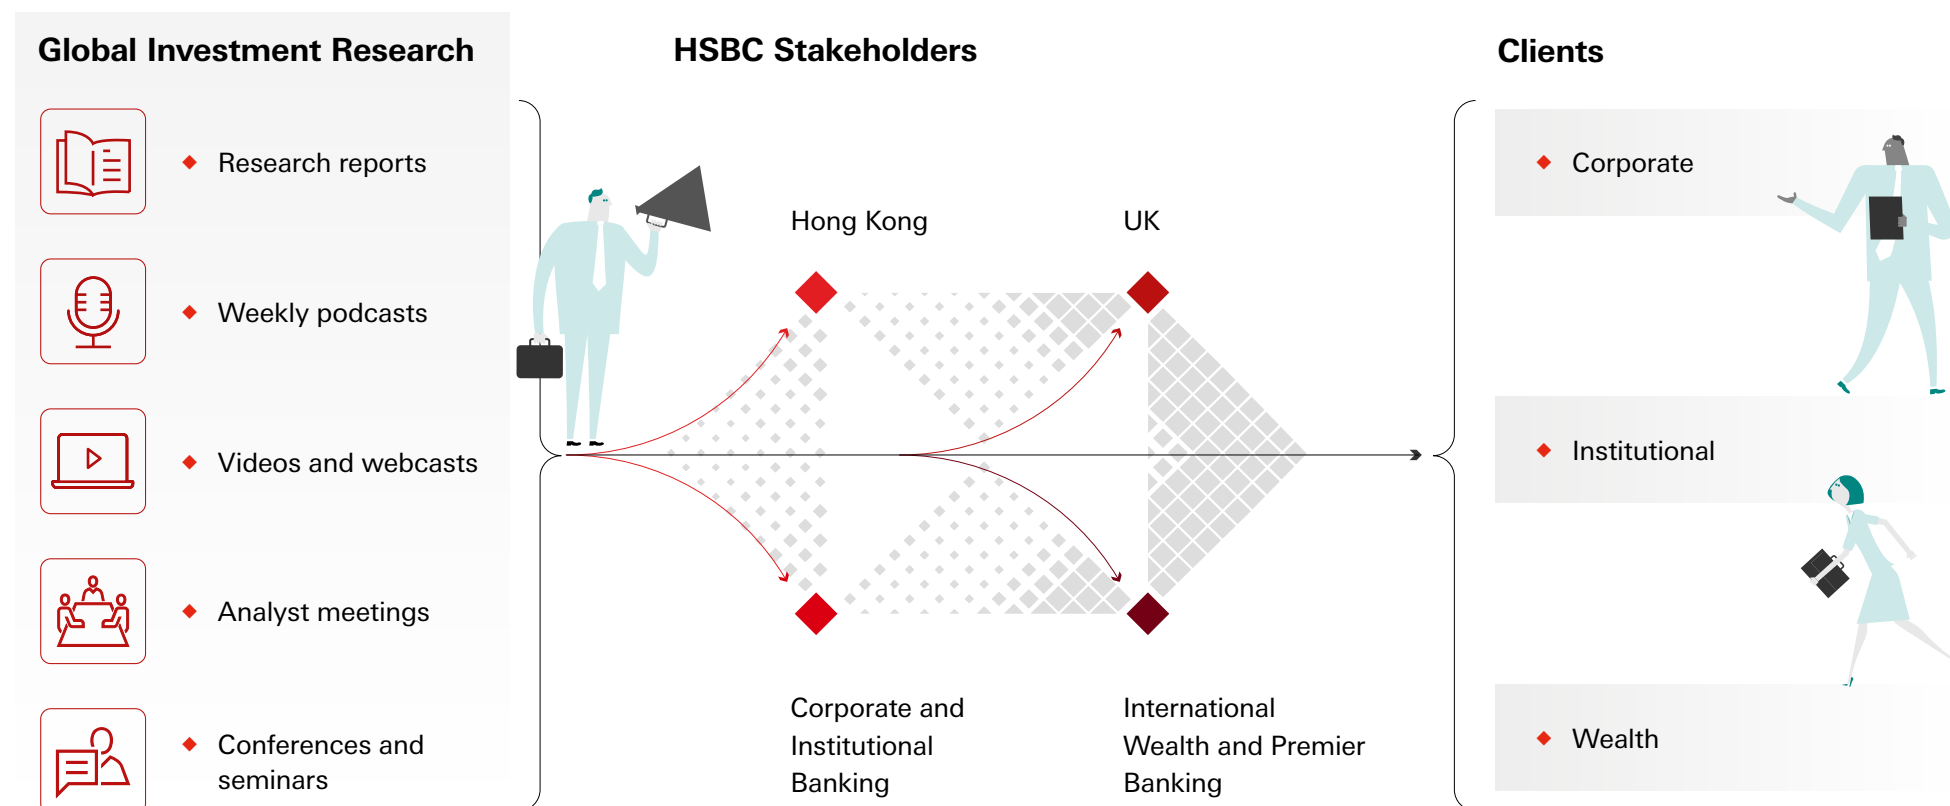 Global Investment Research
Research reports
Weekly podcasts
Videos and webcasts
Analyst meetings
Conferences and
seminars
HSBC Stakeholders
Hong Kong
UK
Corporate and
Institutional
Banking
International
Wealth and Premier
Banking
Clients
Corporate
Institutional
Wealth